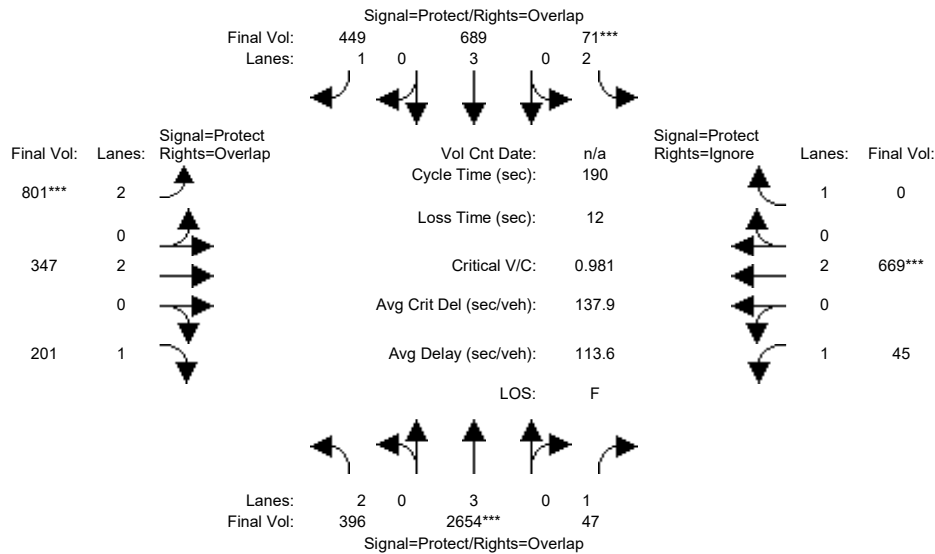 Signal=Protect/Rights=Overlap
Final Vol: 449 689 71***
Lanes: 1 0 3 0 2
Signal=Protect Signal=Protect
Final Vol: Lanes: Rights=Overlap Vol Cnt Date: n/a Rights=Ignore Lanes: Final Vol:
Cycle Time (sec): 190
801*** 2 1 0
Loss Time (sec): 12
0 0
347 2 Critical V/C: 0.981 2 669***
0 Avg Crit Del (sec/veh): 137.9 0
201 1 Avg Delay (sec/veh): 113.6 1 45
LOS: F
Lanes: 2 0 3 0 1
Final Vol: 396 2654*** 47
Signal=Protect/Rights=Overlap